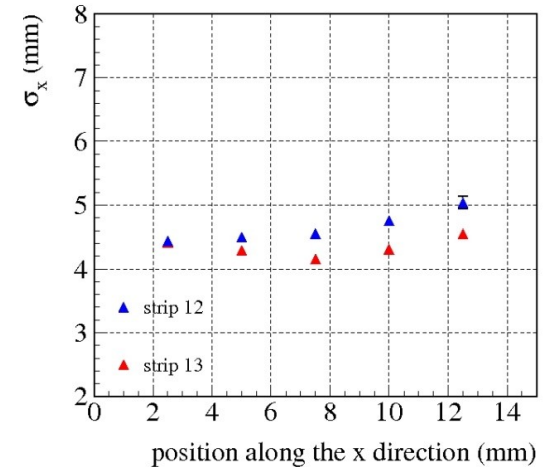 σx (mm)
8
7
6
5
4
3
2
strip 12
strip 13
0 2 4 6 8 10 12 14
position along the x direction (mm)